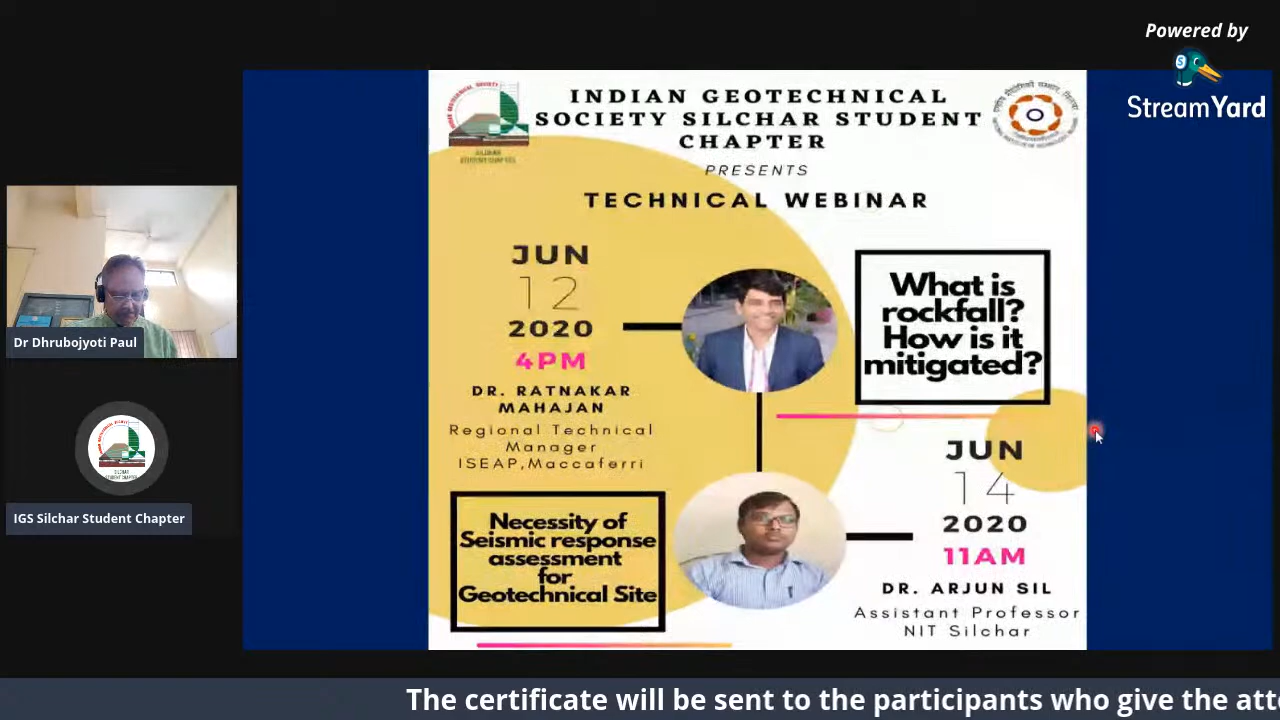 Powered by
StreamYard
INDIAN GEOTECHNICAL
SOCIETY SILCHAR STUDENT
CHAPTER
PRESENTS
TECHNICAL WEBINAR
SILCHAR
STUDENT CHAPTER
JUN
12
2020
4PM
DR. RATNAKAR
MAHAJAN
Regional Technical
Manager
ISEAP,Maccaferri
What is
rockfall?
How is it
mitigated?
JUN
14
2020
11AM
DR. ARJUN SIL
Assistant Professor
NIT Silchar
Necessity of
Seismic response
assessment
for
Geotechnical Site
Dr Dhrubojyoti Paul
IGS Silchar Student Chapter
The certificate will be sent to the participants who give the att